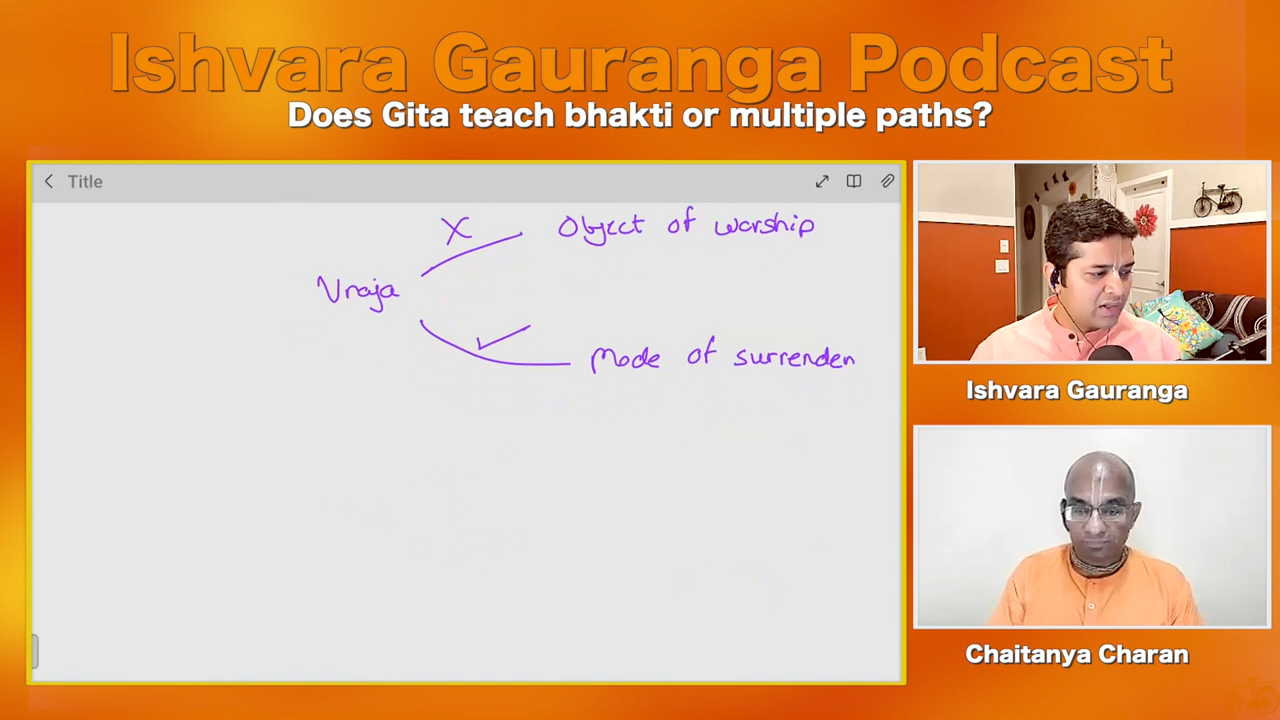 Ishvara Gauranga Podcast
Does Gita teach bhakti or multiple paths?
Title
X Object of worship
Vraja
Mode of surrender
Ishvara Gauranga
Chaitanya Charan